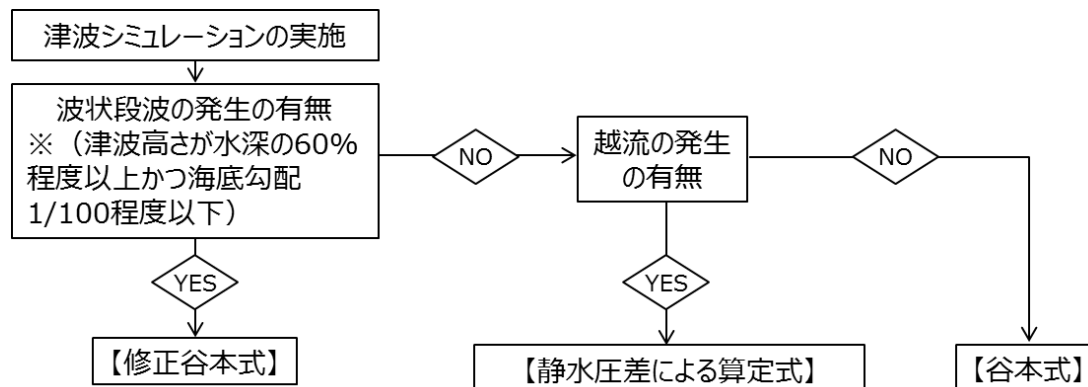 津波シミュレーションの実施
波状段波の発生の有無
※（津波高さが水深の60%
程度以上かつ海底勾配
1/100程度以下）
NO
越流の発生
の有無
NO
YES
YES
【修正谷本式】
【静水圧差による算定式】
【谷本式】